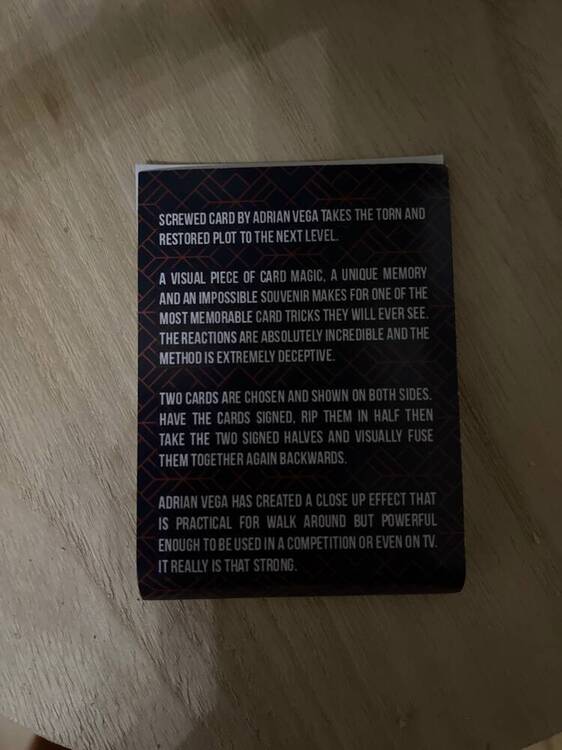 SCREWED CARD BY ADRIAN VEGA TAKES THE TORN AND
RESTORED PLOT TO THE NEXT LEVEL.
A VISUAL PIECE OF CARD MAGIC, A UNIQUE MEMORY
AND AN IMPOSSIBLE SOUVENIR MAKES FOR ONE OF THE
MOST MEMORABLE CARD TRICKS THEY WILL EVER SEE.
THE REACTIONS ARE ABSOLUTELY INCREDIBLE AND THE
METHOD IS EXTREMELY DECEPTIVE.
TWO CARDS ARE CHOSEN AND SHOWN ON BOTH SIDES.
HAVE THE CARDS SIGNED, RIP THEM IN HALF THEN
TAKE THE TWO SIGNED HALVES AND VISUALLY FUSE
THEM TOGETHER AGAIN BACKWARDS.
ADRIAN VEGA HAS CREATED A CLOSE UP EFFECT THAT
IS PRACTICAL FOR WALK AROUND BUT POWERFUL
ENOUGH TO BE USED IN A COMPETITION OR EVEN ON TV.
IT REALLY IS THAT STRONG.